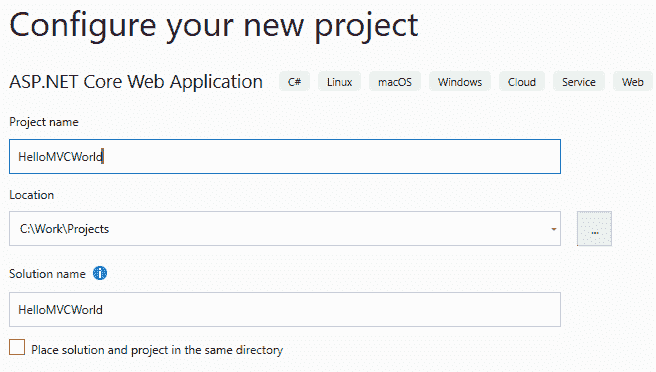 Configure your new project
ASP.NET Core Web Application C# Linux macOS Windows Cloud Service Web
Project name
HelloMVCWorld
Location
C:\Work\Projects
...
Solution name
HelloMVCWorld
Place solution and project in the same directory